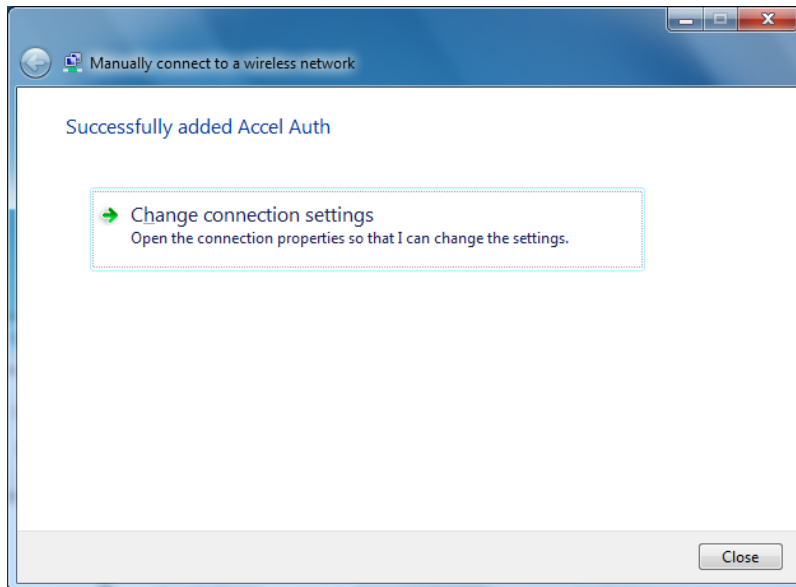 Manually connect to a wireless network
Successfully added Accel Auth
Change connection settings
Open the connection properties so that I can change the settings.
Close